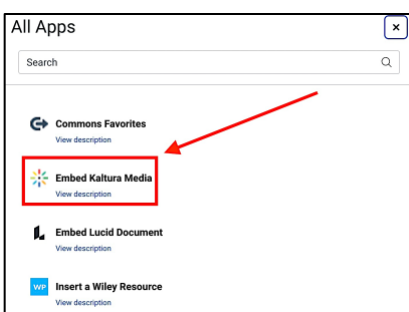 All Apps
×
Search
Commons Favorites
View description
Embed Kaltura Media
View description
Embed Lucid Document
View description
WP
Insert a Wiley Resource
View description